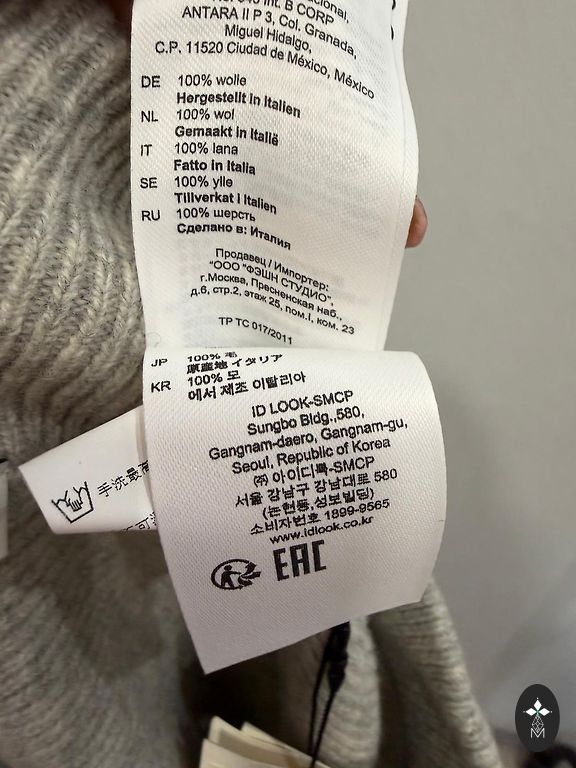 int. B CORP
ANTARA II P 3, Col. Granada,
Miguel Hidalgo,
C.P. 11520 Ciudad de México, México
DE 100% wolle
Hergestellt in Italien
NL 100% wol
Gemaakt in Italië
IT 100% lana
Fatto in Italia
SE 100% ylle
Tillverkat i Italien
RU 100% шерсть
Сделано в: Италия
Продавец / Импортер:
"ООО "ФЭШН СТУДИО",
г.Москва, Пресненская наб.,
д.6, стр.2, этаж 25, пом.I, ком. 23
ТР ТС 017/2011
JP 100% 毛
原産地 イタリア
KR 100% 모
에서 제조 이탈리아
ID LOOK-SMCP
Sungbo Bldg.,580,
Gangnam-daero, Gangnam-gu,
Seoul, Republic of Korea
㈜ 아이디룩-SMCP
서울 강남구 강남대로 580
(논현동,성보빌딩)
소비자번호 1899-9565
www.idlook.co.kr
EAC
手洗最高
M